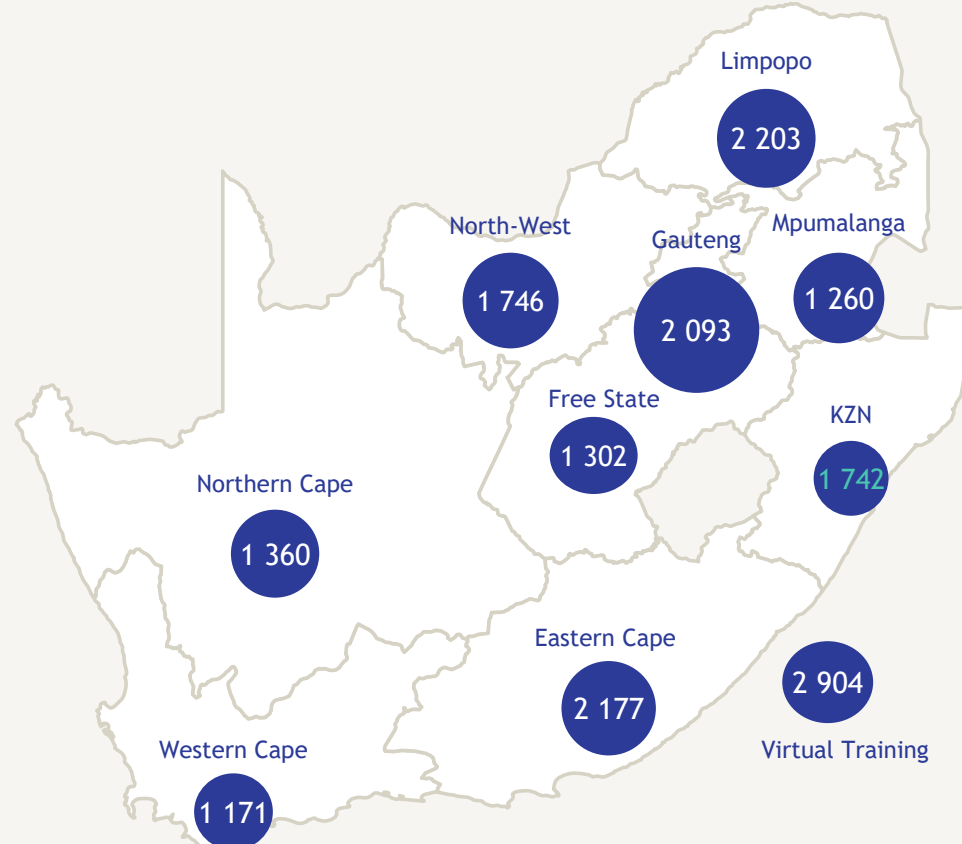 Limpopo
2 203
North-West
1 746
Gauteng
2 093
Mpumalanga
1 260
Free State
1 302
KZN
1 742
Northern Cape
1 360
Eastern Cape
2 177
2 904
Virtual Training
Western Cape
1 171